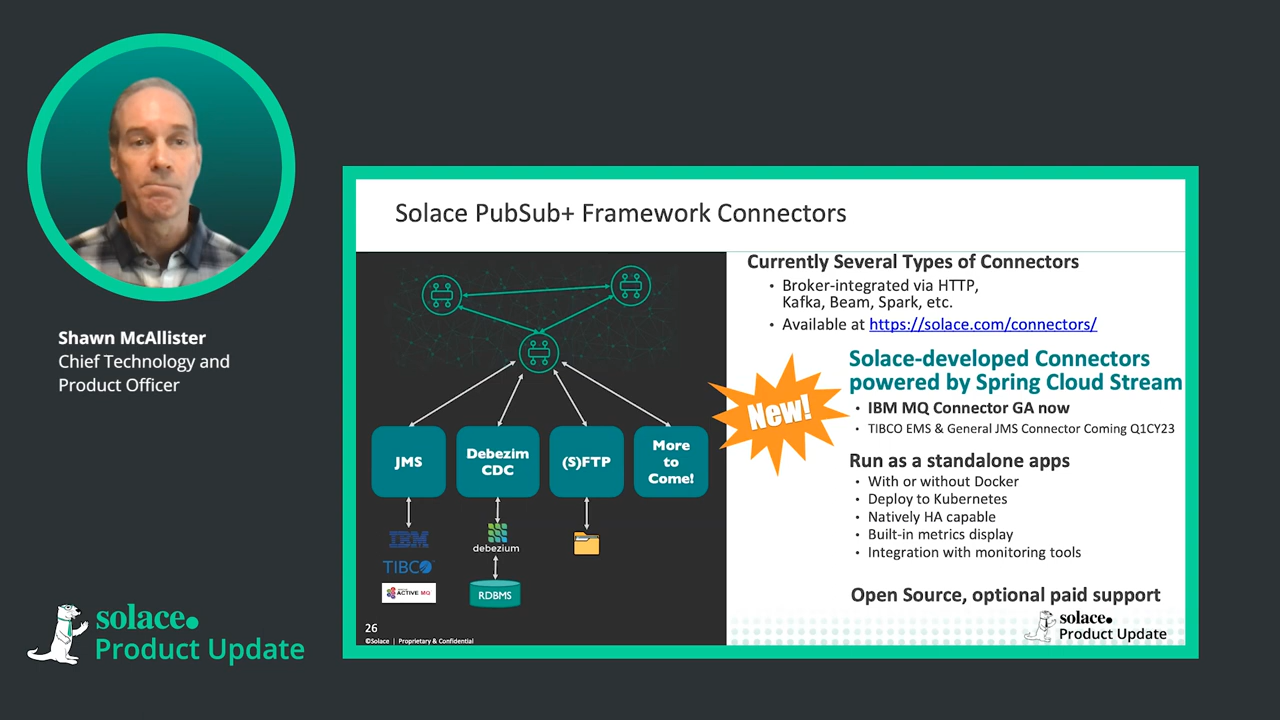 Shawn McAllister
Chief Technology and
Product Officer
solace.
Product Update
Solace PubSub+ Framework Connectors
JMS
Debezim
CDC
(S)FTP
More
to
Come!
IBM
TIBCO
debezium
ACTIVEMQ
RDBMS
26
©Solace | Proprietary & Confidential
Currently Several Types of Connectors
• Broker-integrated via HTTP,
Kafka, Beam, Spark, etc.
• Available at https://solace.com/connectors/
New!
Solace-developed Connectors
powered by Spring Cloud Stream
• IBM MQ Connector GA now
• TIBCO EMS & General JMS Connector Coming Q1CY23
Run as a standalone apps
• With or without Docker
• Deploy to Kubernetes
• Natively HA capable
• Built-in metrics display
• Integration with monitoring tools
Open Source, optional paid support
solace.
Product Update